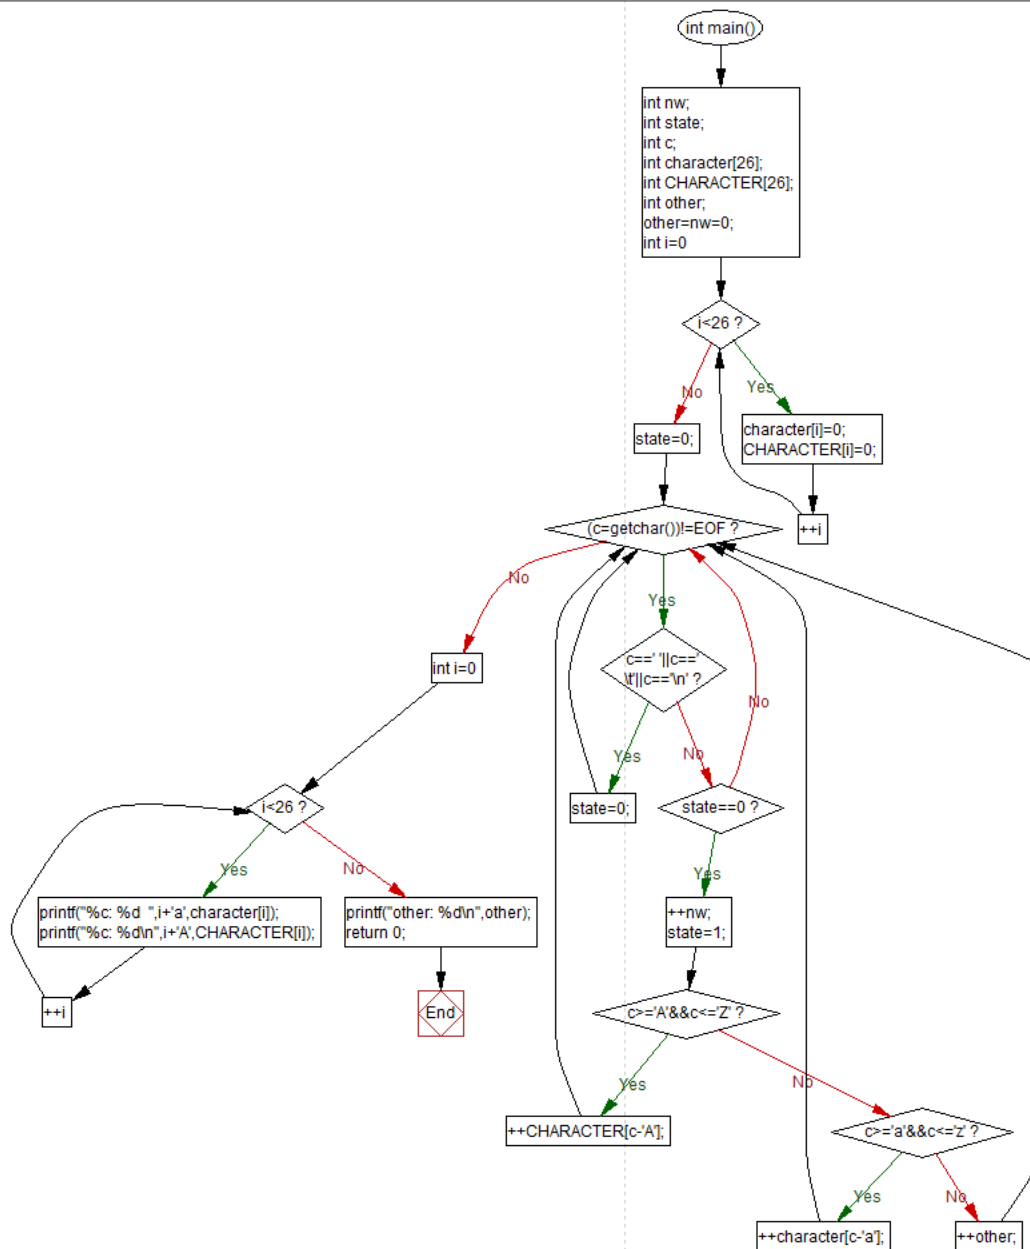 int main()
int nw;
int state;
int c;
int character[26];
int CHARACTER[26];
int other;
other=nw=0;
int i=0
i<26 ?
No
Yes
state=0;
character[i]=0;
CHARACTER[i]=0;
++i
(c=getchar())!=EOF ?
No
Yes
int i=0
c==' '||c=='
\t'||c=='\n' ?
No
Yes
No
state=0;
state==0 ?
i<26 ?
Yes
No
Yes
printf("%c: %d  ",i+'a',character[i]);
printf("%c: %d\n",i+'A',CHARACTER[i]);
printf("other: %d\n",other);
return 0;
++nw;
state=1;
++i
End
c>='A'&&c<='Z' ?
Yes
No
++CHARACTER[c-'A'];
c>='a'&&c<='z' ?
Yes
No
++character[c-'a'];
++other;